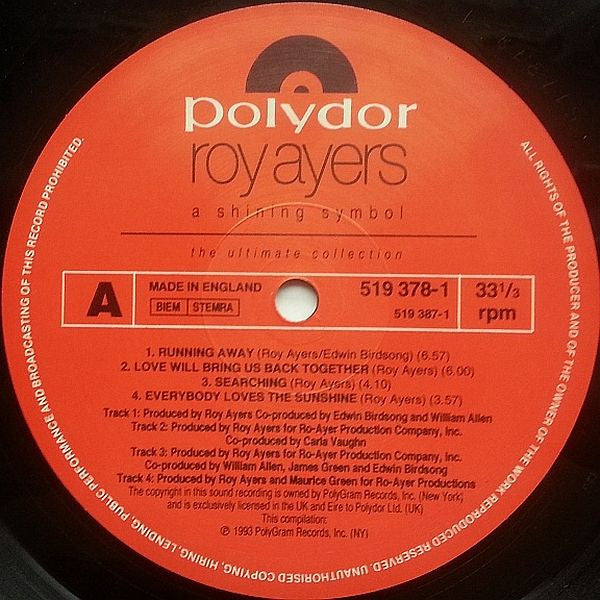 polydor
roy ayers
a shining symbol
the ultimate collection
A
MADE IN ENGLAND
BIEM STEMRA
519 378-1
519 387-1
33 1/3
rpm
1. RUNNING AWAY (Roy Ayers/Edwin Birdsong) (6.57)
2. LOVE WILL BRING US BACK TOGETHER (Roy Ayers) (6.00)
3. SEARCHING (Roy Ayers) (4.10)
4. EVERYBODY LOVES THE SUNSHINE (Roy Ayers) (3.57)
Track 1: Produced by Roy Ayers Co-produced by Edwin Birdsong and William Allen
Track 2: Produced by Roy Ayers for Ro-Ayer Production Company, Inc.
Co-produced by Carla Vaughn
Track 3: Produced by Roy Ayers for Ro-Ayer Production Company, Inc.
Co-produced by William Allen, James Green and Edwin Birdsong
Track 4: Produced by Roy Ayers and Maurice Green for Ro-Ayer Productions
The copyright in this sound recording is owned by PolyGram Records, Inc. (New York)
and is exclusively licensed in the UK and Eire to Polydor Ltd. (UK)
This compilation:
℗ 1993 PolyGram Records, Inc. (NY)
ALL RIGHTS OF THE PRODUCER AND OF THE OWNER OF THE WORK REPRODUCED RESERVED. UNAUTHORISED COPYING, HIRING, LENDING, PUBLIC PERFORMANCE AND BROADCASTING OF THIS RECORD PROHIBITED.